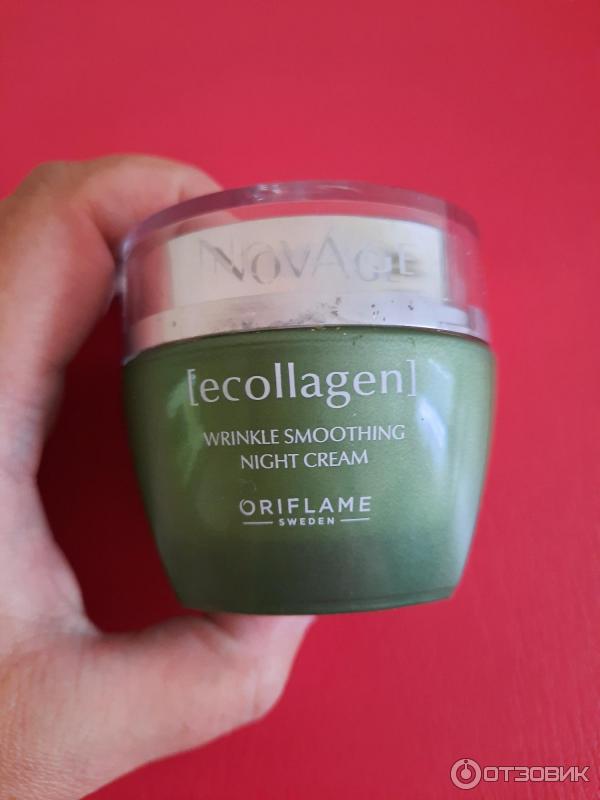 NOVAGE
[ecollagen]
WRINKLE SMOOTHING
NIGHT CREAM
ORIFLAME
SWEDEN
ОТЗОВИК